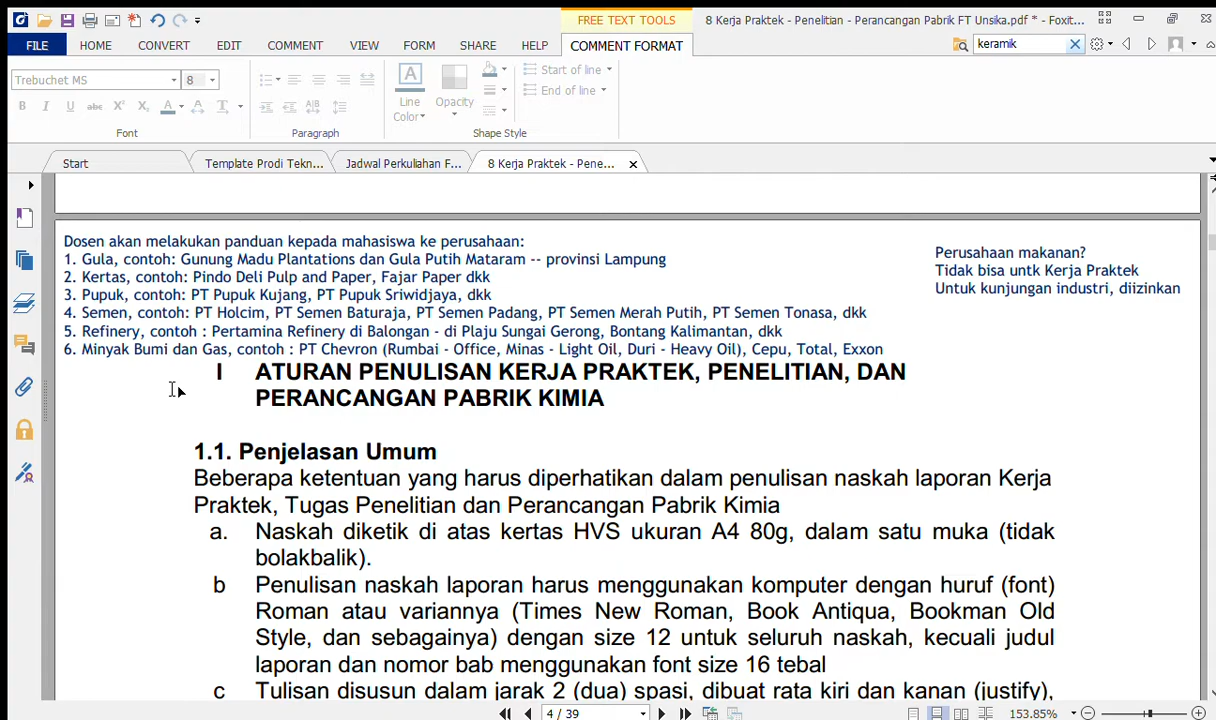 FREE TEXT TOOLS
8 Kerja Praktek - Penelitian - Perancangan Pabrik FT Unsika.pdf * - Foxit...
FILE
HOME
CONVERT
EDIT
COMMENT
VIEW
FORM
SHARE
HELP
COMMENT FORMAT
keramik
Trebuchet MS
8
B I U abc X² X₂ A A T
Font
Paragraph
Line Color
Opacity
Start of line
End of line
Shape Style
Start
Template Prodi Tekn...
Jadwal Perkuliahan F...
8 Kerja Praktek - Pene...
Dosen akan melakukan panduan kepada mahasiswa ke perusahaan:
1. Gula, contoh: Gunung Madu Plantations dan Gula Putih Mataram -- provinsi Lampung
2. Kertas, contoh: Pindo Deli Pulp and Paper, Fajar Paper dkk
3. Pupuk, contoh: PT Pupuk Kujang, PT Pupuk Sriwidjaya, dkk
4. Semen, contoh: PT Holcim, PT Semen Baturaja, PT Semen Padang, PT Semen Merah Putih, PT Semen Tonasa, dkk
5. Refinery, contoh : Pertamina Refinery di Balongan - di Plaju Sungai Gerong, Bontang Kalimantan, dkk
6. Minyak Bumi dan Gas, contoh : PT Chevron (Rumbai - Office, Minas - Light Oil, Duri - Heavy Oil), Cepu, Total, Exxon
Perusahaan makanan?
Tidak bisa untk Kerja Praktek
Untuk kunjungan industri, diizinkan
I ATURAN PENULISAN KERJA PRAKTEK, PENELITIAN, DAN
PERANCANGAN PABRIK KIMIA
1.1. Penjelasan Umum
Beberapa ketentuan yang harus diperhatikan dalam penulisan naskah laporan Kerja
Praktek, Tugas Penelitian dan Perancangan Pabrik Kimia
a. Naskah diketik di atas kertas HVS ukuran A4 80g, dalam satu muka (tidak
bolakbalik).
b Penulisan naskah laporan harus menggunakan komputer dengan huruf (font)
Roman atau variannya (Times New Roman, Book Antiqua, Bookman Old
Style, dan sebagainya) dengan size 12 untuk seluruh naskah, kecuali judul
laporan dan nomor bab menggunakan font size 16 tebal
c Tulisan disusun dalam jarak 2 (dua) spasi, dibuat rata kiri dan kanan (justify),
4 / 39
153.85%